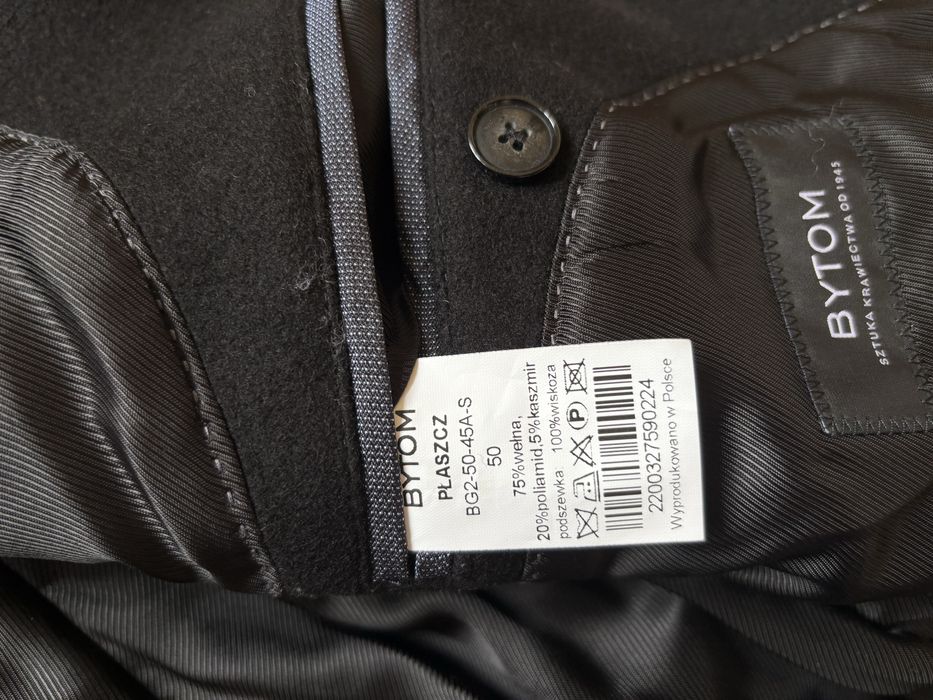 BYTOM
PŁASZCZ
BG2-50-45A-S
50
75%wełna,
20%poliamid,5%kaszmir
podszewka 100%wiskoza
P
2200327590224
Wyprodukowano w Polsce
BYTOM
SZTUKA KRAWIECTWA OD 1945